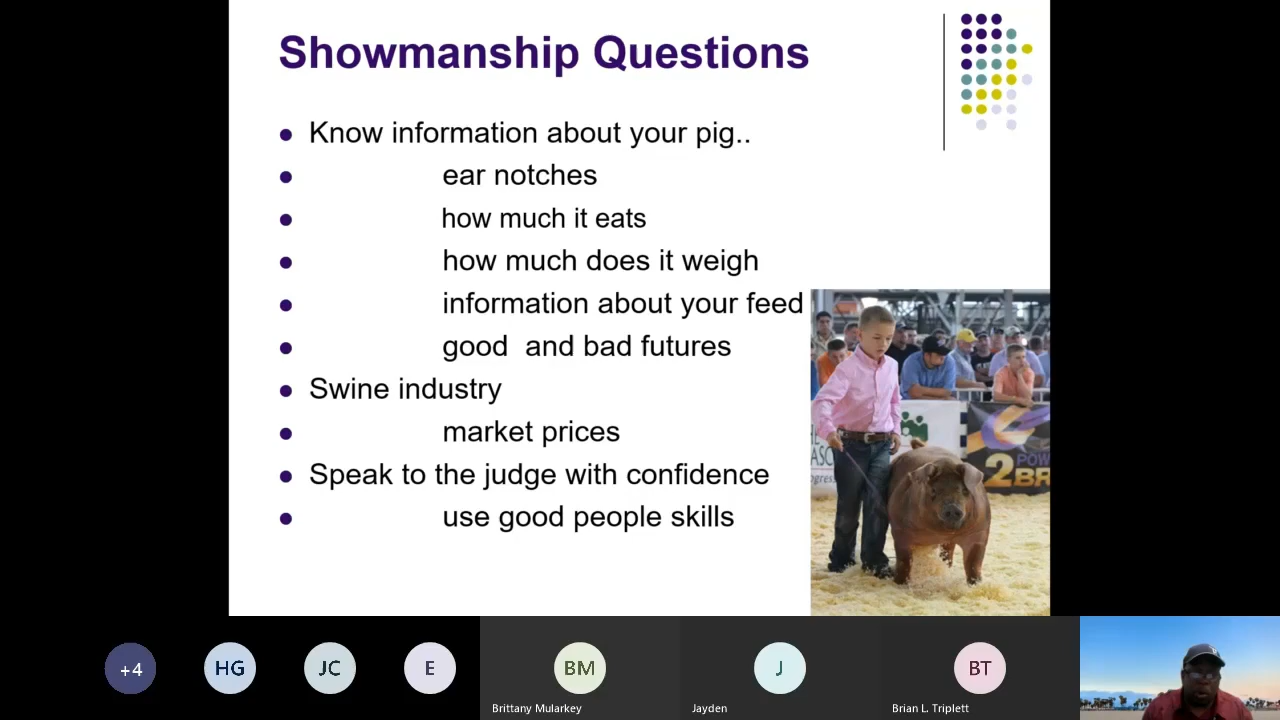 Showmanship Questions
Know information about your pig..
ear notches
how much it eats
how much does it weigh
information about your feed
good  and bad futures
Swine industry
market prices
Speak to the judge with confidence
use good people skills
POW
2BR
+4
HG
JC
E
BM
J
BT
Brittany Mularkey
Jayden
Brian L. Triplett